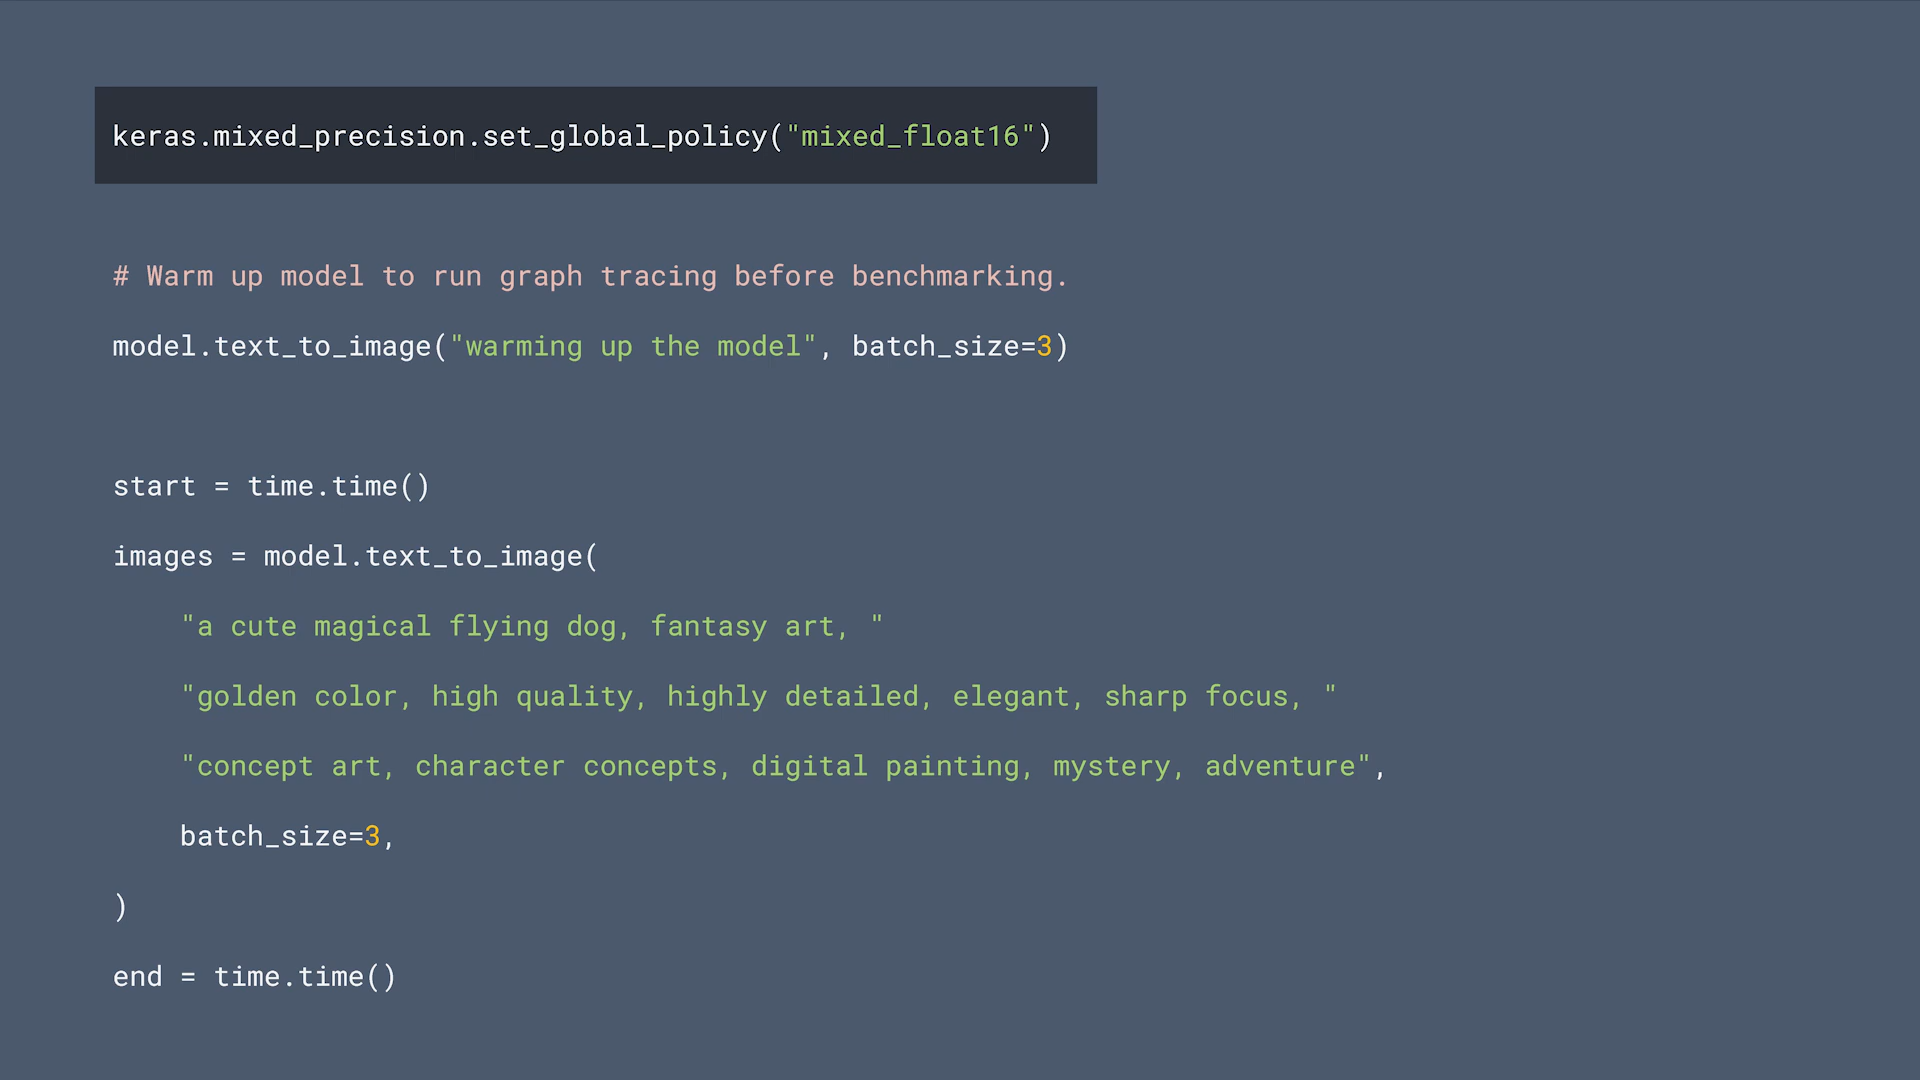 keras.mixed_precision.set_global_policy("mixed_float16")
# Warm up model to run graph tracing before benchmarking.
model.text_to_image("warming up the model", batch_size=3)
start = time.time()
images = model.text_to_image(
    "a cute magical flying dog, fantasy art, "
    "golden color, high quality, highly detailed, elegant, sharp focus, "
    "concept art, character concepts, digital painting, mystery, adventure",
    batch_size=3,
)
end = time.time()